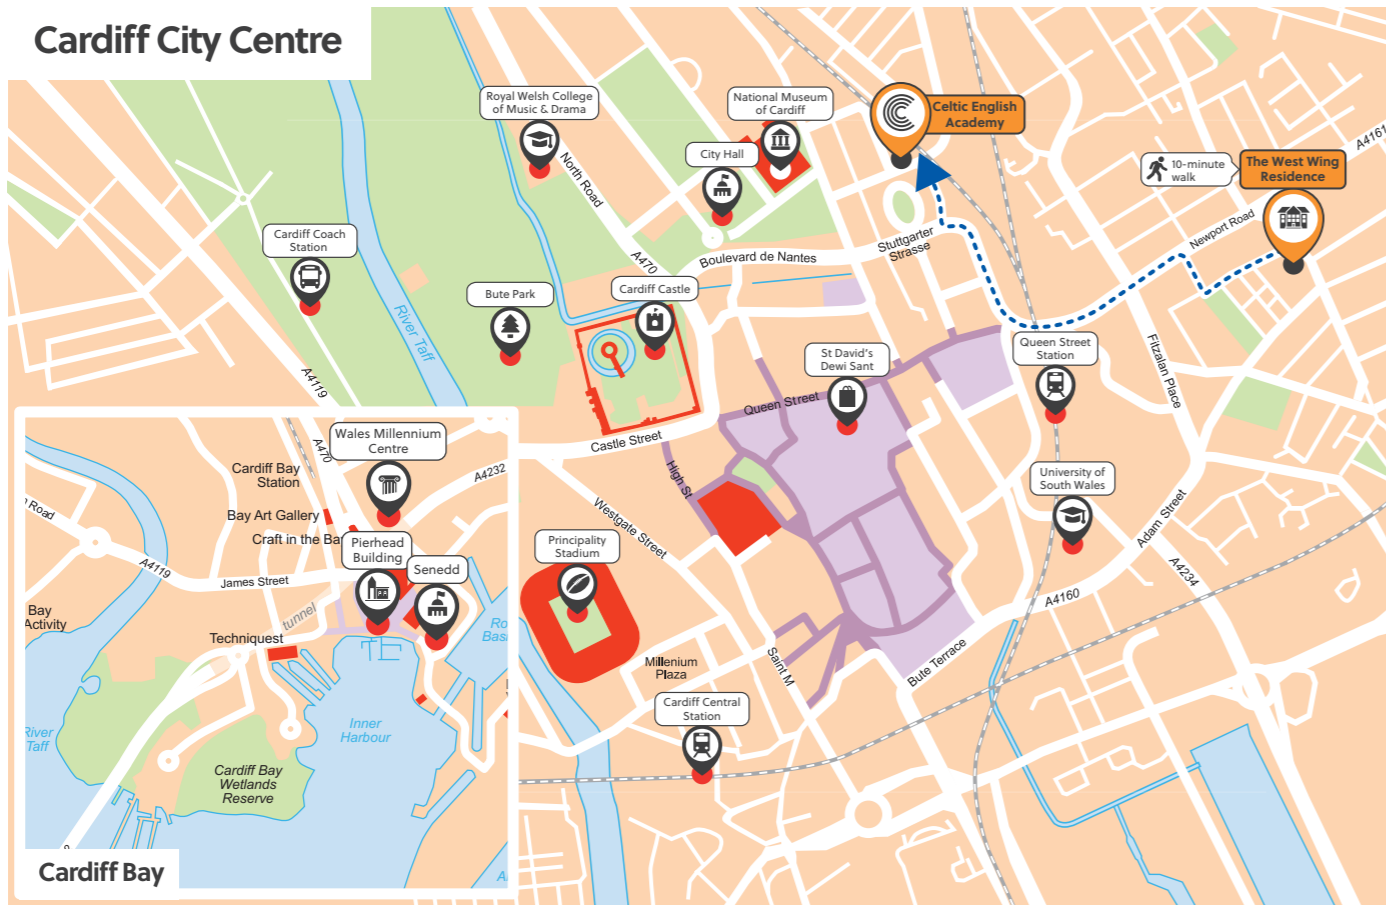 Cardiff City Centre
Royal Welsh College
of Music & Drama
National Museum
of Cardiff
Celtic English
Academy
City Hall
10-minute
walk
The West Wing
Residence
A4161
North Road
Cardiff Coach
Station
Newport Road
Stuttgarter
Strasse
Boulevard de Nantes
A470
Bute Park
Cardiff Castle
River Taff
St David's
Dewi Sant
Queen Street
Station
Fitzalan Place
A4119
Queen Street
Castle Street
High St
University of
South Wales
Westgate Street
Adam Street
Principality
Stadium
A4234
A4160
Millenium
Plaza
Saint M
Bute Terrace
Cardiff Central
Station
Wales Millennium
Centre
A470
Cardiff Bay
Station
A4232
Road
Bay Art Gallery
Craft in the Ba
Pierhead
Building
Senedd
A4119
James Street
Bay
Activity
tunnel
Techniquest
Ro
Bas
River
Taff
Inner
Harbour
Cardiff Bay
Wetlands
Reserve
Cardiff Bay